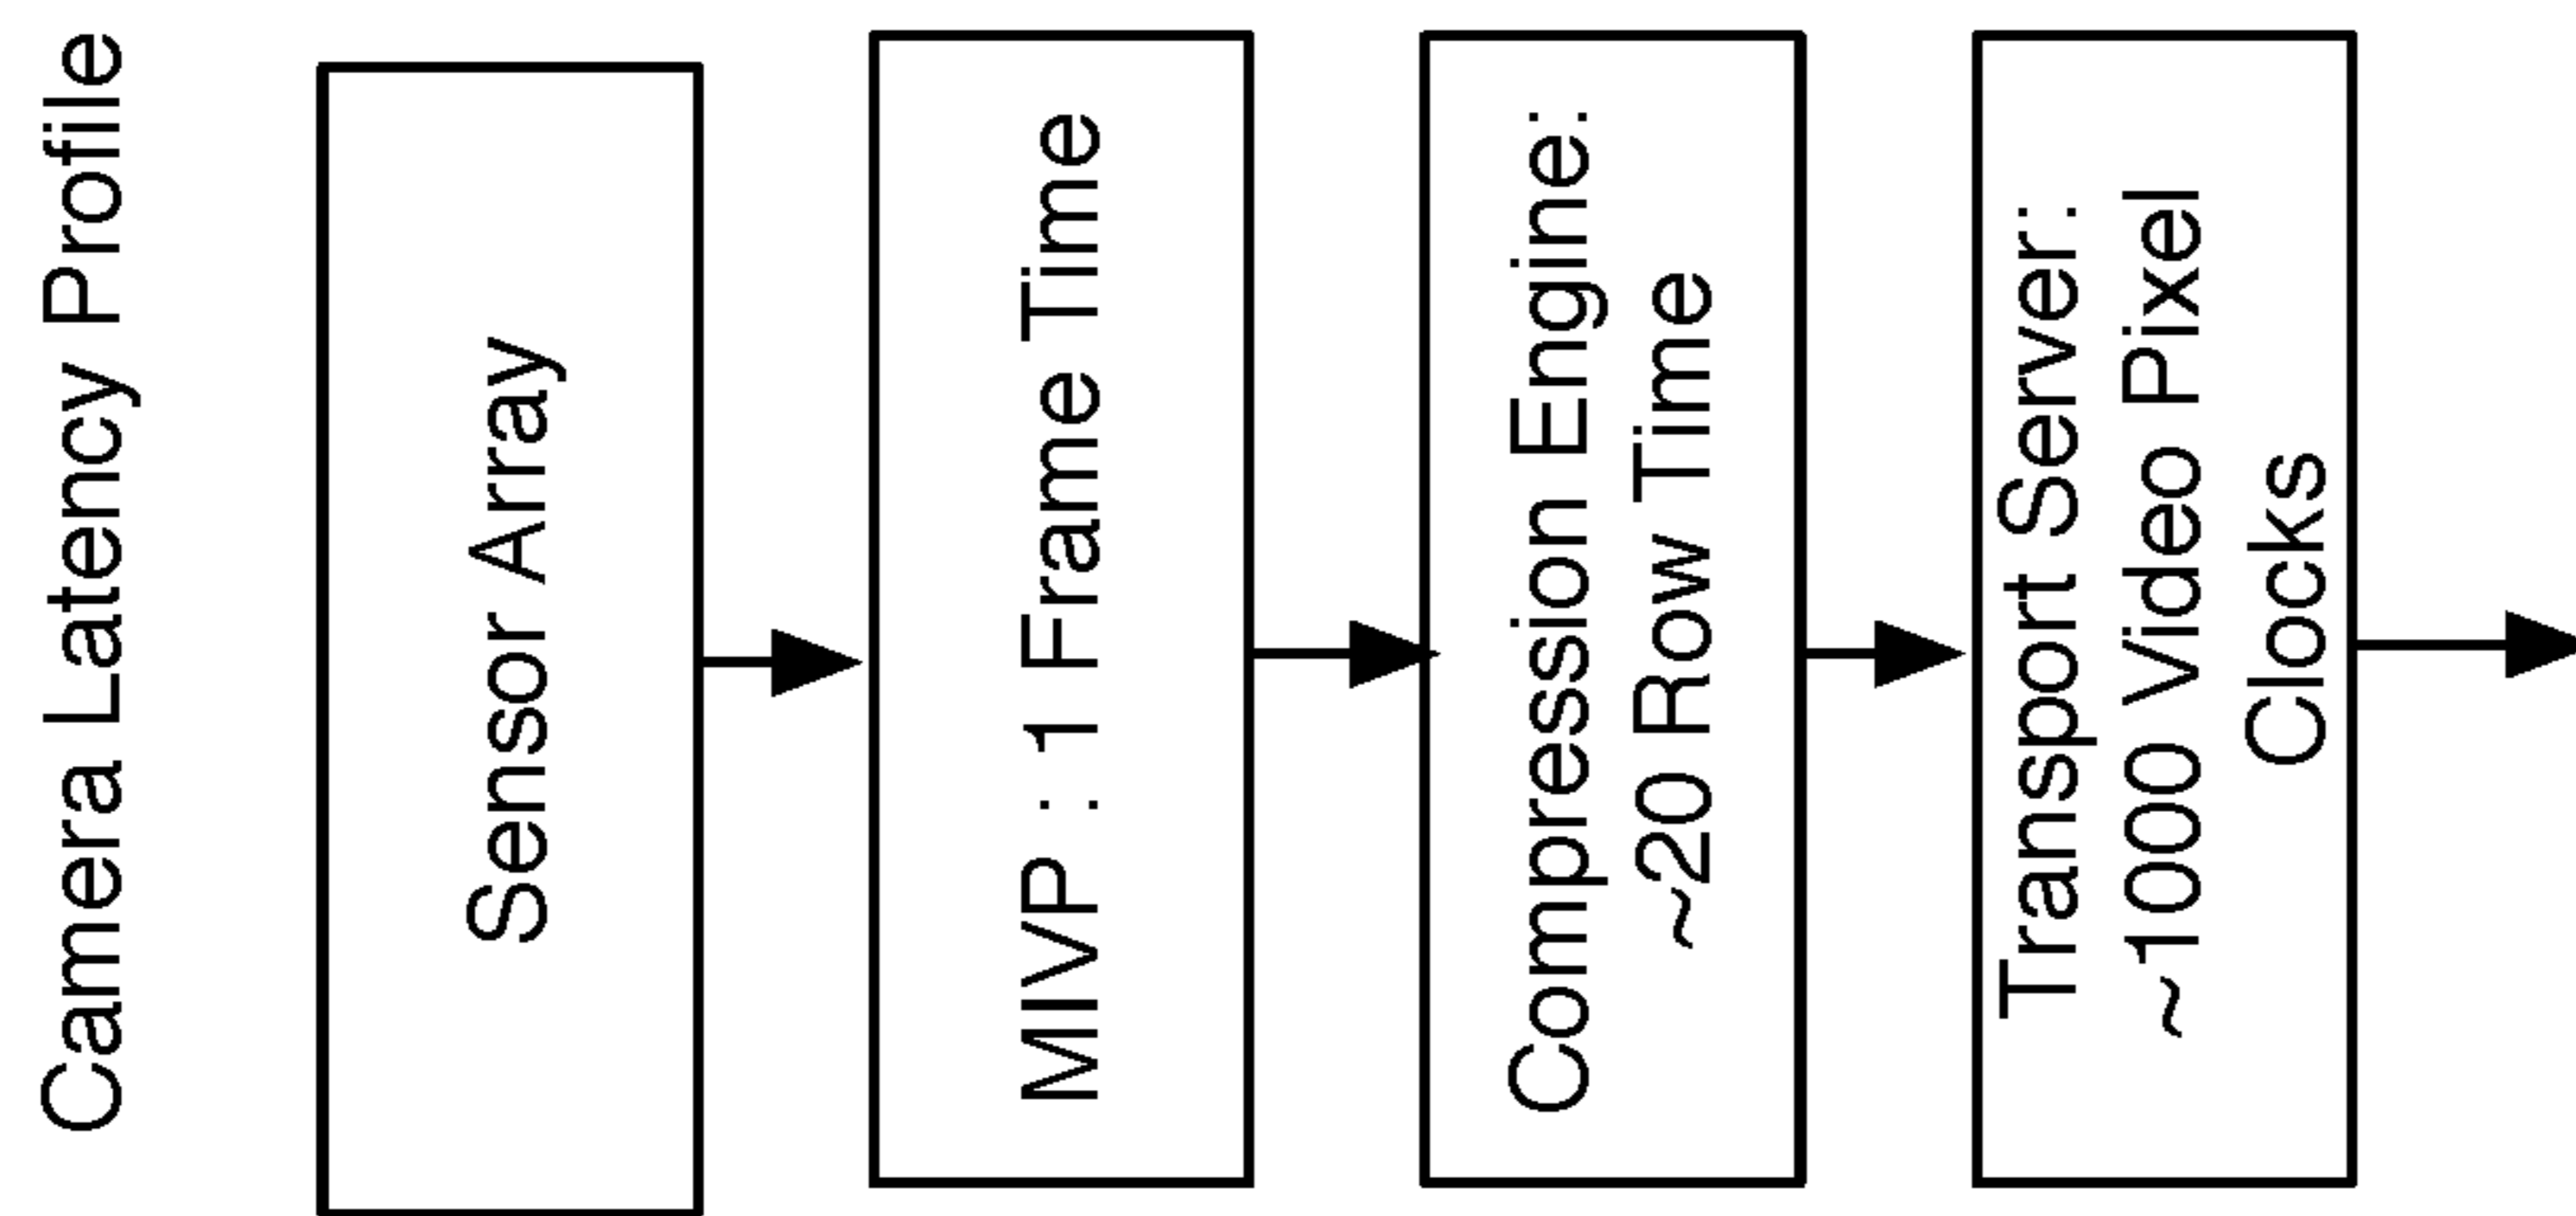 Camera Latency Profile
Sensor Array
MIVP : 1 Frame Time
Compression Engine:
~20 Row Time
Transport Server:
~1000 Video Pixel
Clocks